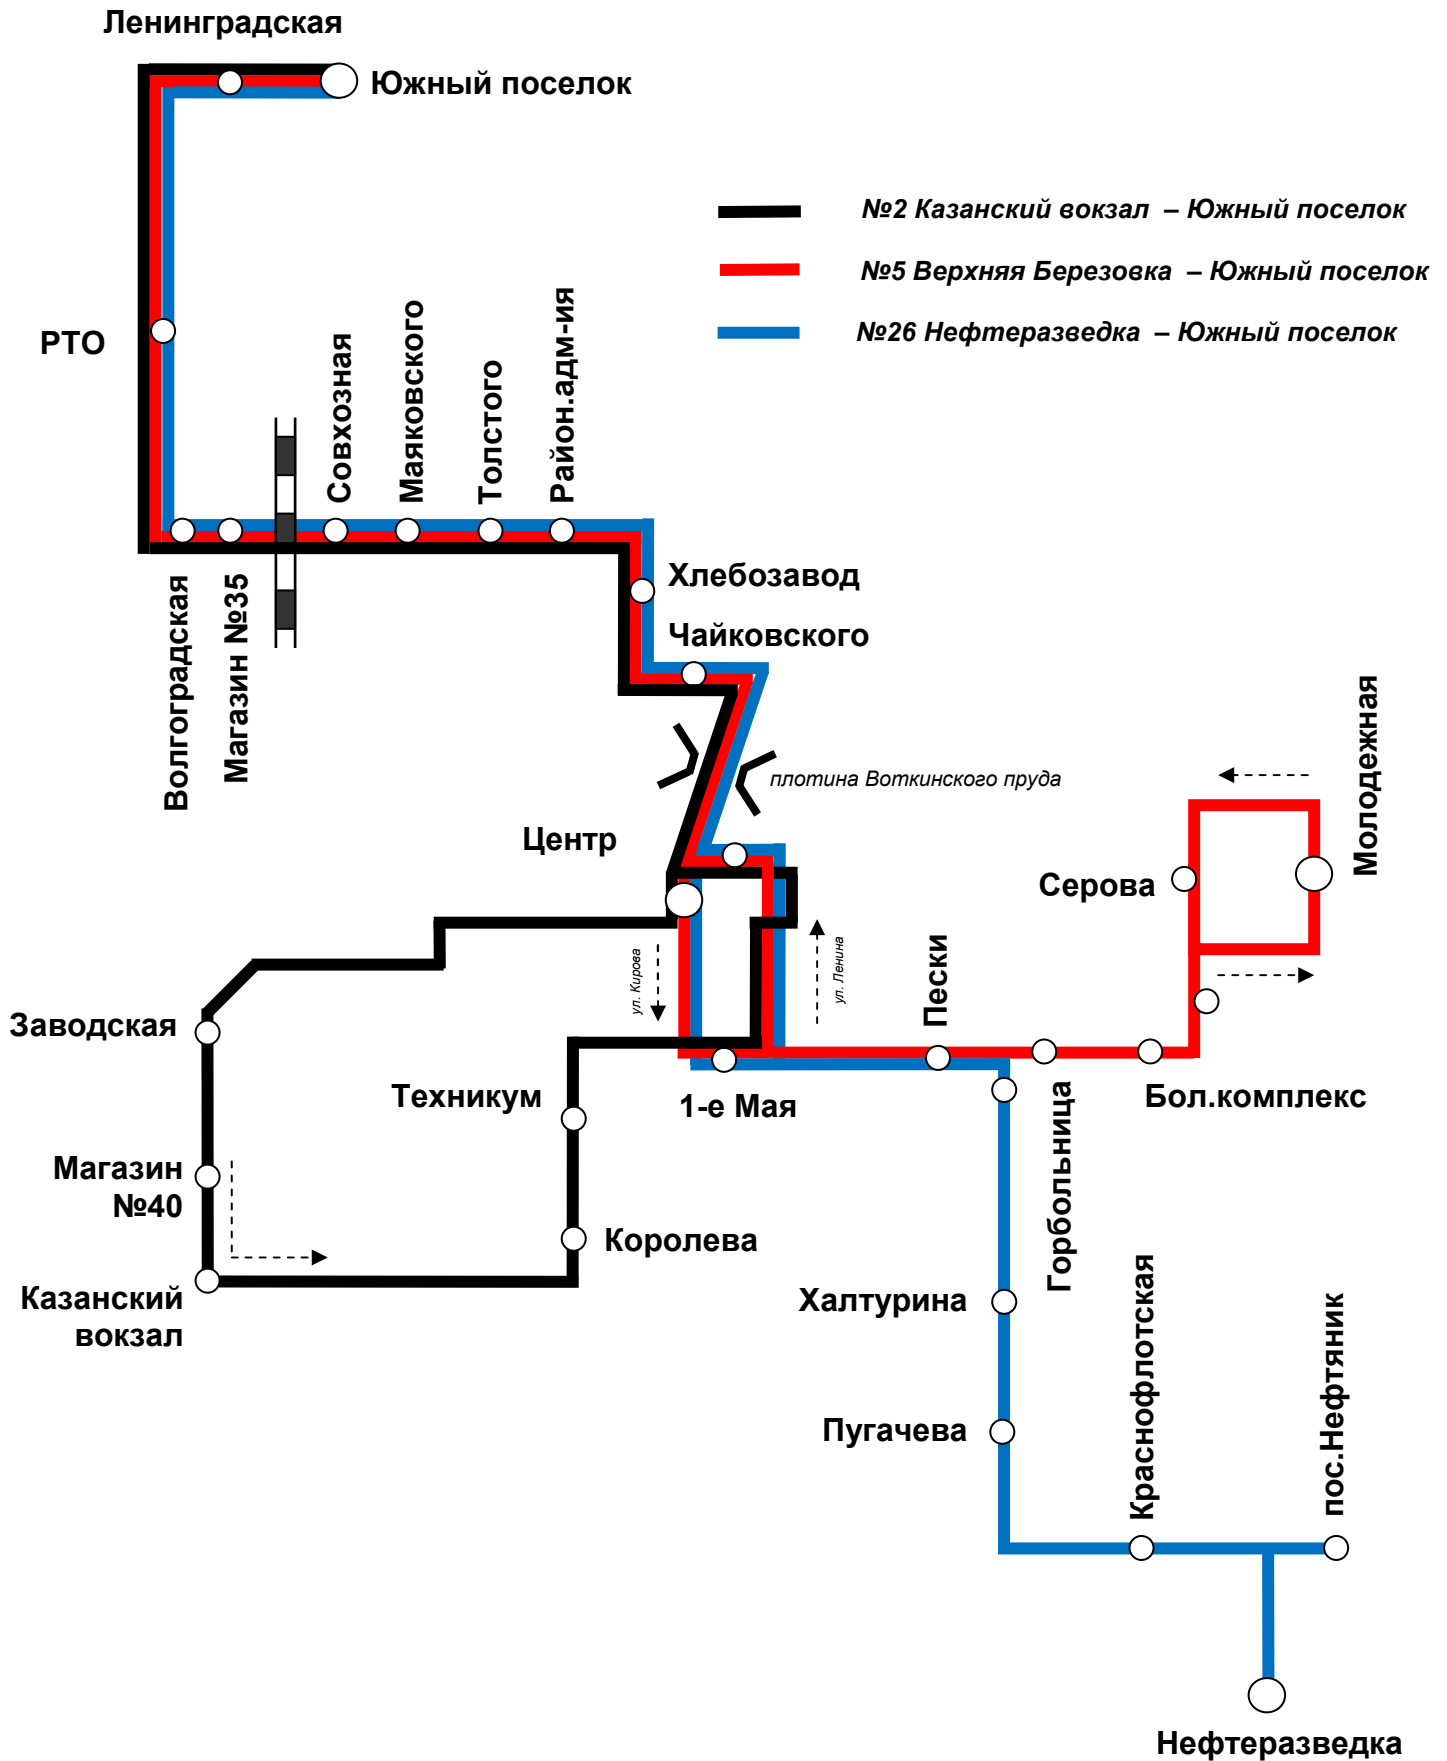 Ленинградская
Южный поселок
№2 Казанский вокзал – Южный поселок
№5 Верхняя Березовка – Южный поселок
№26 Нефтеразведка – Южный поселок
РТО
Совхозная
Маяковского
Толстого
Район.адм-ия
Хлебозавод
Чайковского
Волгоградская
Магазин №35
плотина Воткинского пруда
Центр
Молодежная
Серова
ул. Кирова
ул. Ленина
Пески
Заводская
Техникум
1-е Мая
Бол.комплекс
Горбольница
Магазин
№40
Королева
Казанский
вокзал
Халтурина
Пугачева
Краснофлотская
пос.Нефтяник
Нефтеразведка